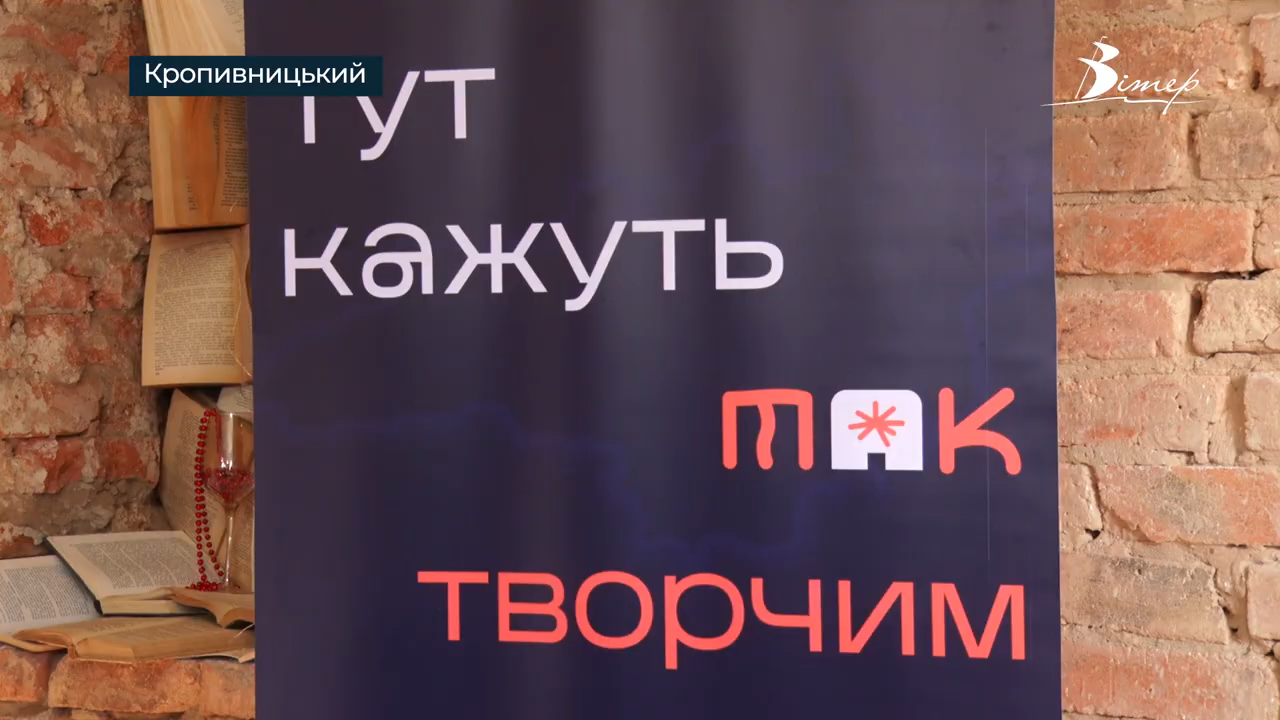 Кропивницький
Вітер
тут
кажуть
так
творчим